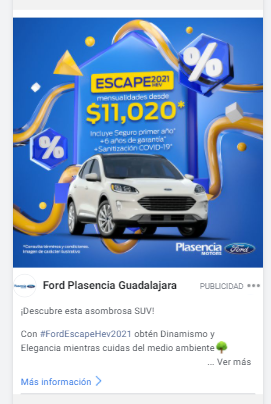 ESCAPE 2021
HEV
mensualidades desde
$11,020*
Incluye Seguro primer año*
+6 años de garantía*
+Sanitización COVID-19*
%
%
*Consulta términos y condiciones.
Imagen de carácter ilustrativo.
Plasencia
MOTORS
Ford
Ford Plasencia Guadalajara
PUBLICIDAD
¡Descubre esta asombrosa SUV!
Con #FordEscapeHev2021 obtén Dinamismo y
Elegancia mientras cuidas del medio ambiente🌳
... Ver más
Más información >